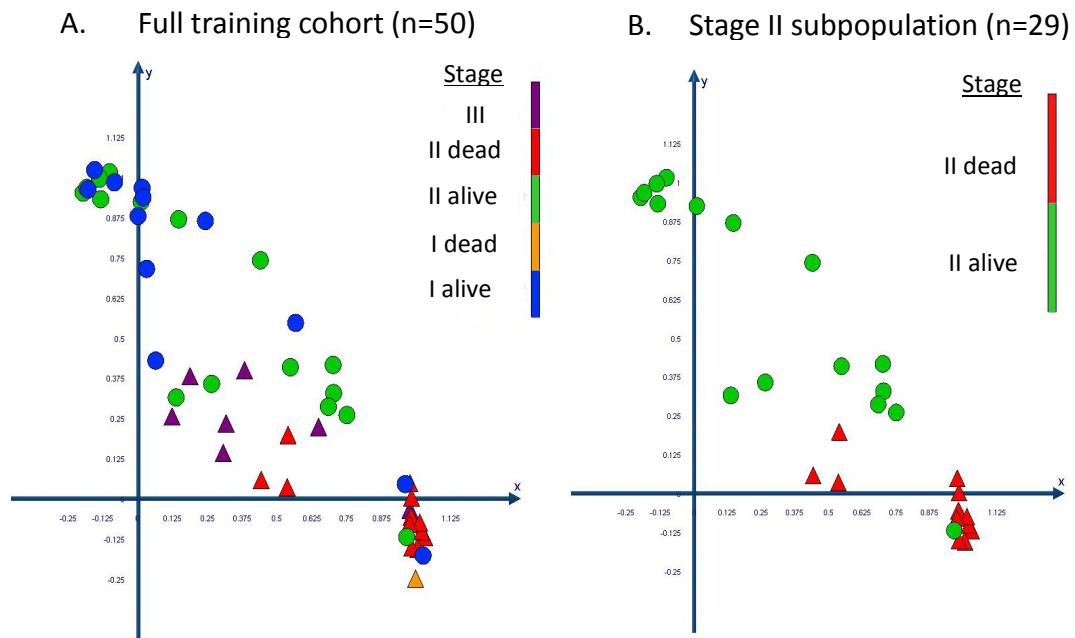 A. Full training cohort (n=50)
B. Stage II subpopulation (n=29)
y
Stage
III
II dead
II alive
I dead
I alive
1.125
1
0.875
0.75
0.625
0.5
0.375
0.25
0.125
0
-0.125
-0.25
x
-0.25 -0.125 0 0.125 0.25 0.375 0.5 0.625 0.75 0.875 1.125
y
Stage
II dead
II alive
1.125
1
0.875
0.75
0.625
0.5
0.375
0.25
0.125
0
-0.125
-0.25
x
-0.25 -0.125 0 0.125 0.25 0.375 0.5 0.625 0.75 0.875 1.125